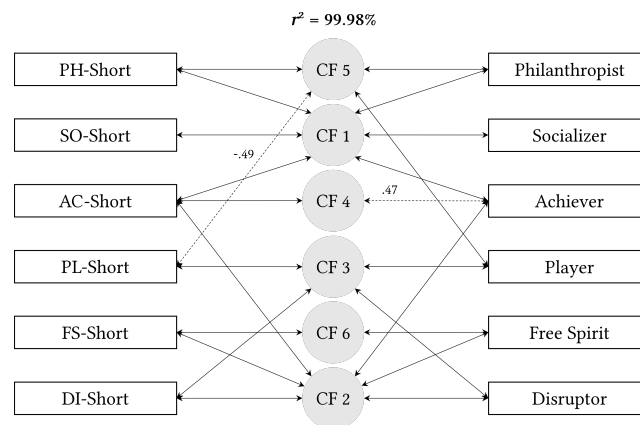 r² = 99.98%
PH-Short CF 5 Philanthropist
SO-Short CF 1 Socializer
-.49
AC-Short CF 4 .47 Achiever
PL-Short CF 3 Player
FS-Short CF 6 Free Spirit
DI-Short CF 2 Disruptor